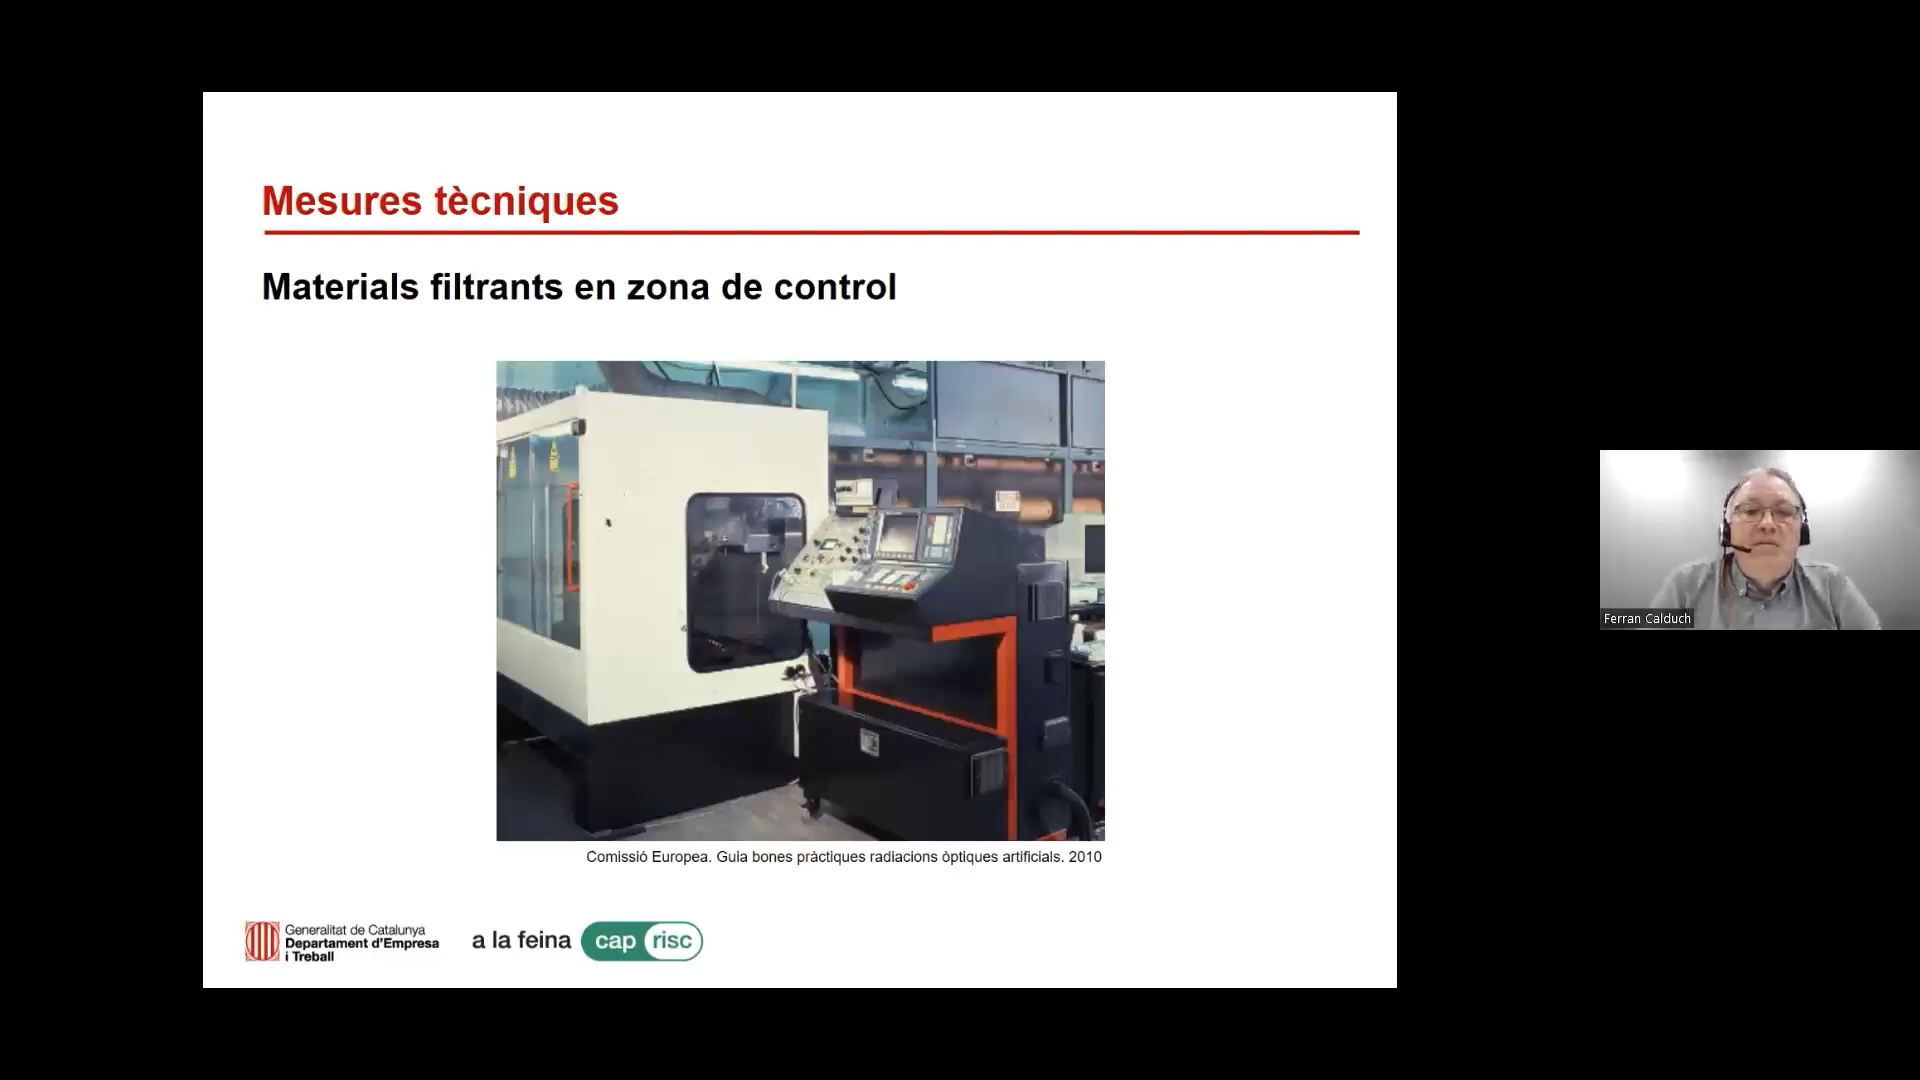 Mesures tècniques
Materials filtrants en zona de control
Comissió Europea. Guia bones pràctiques radiacions òptiques artificials. 2010
Generalitat de Catalunya
Departament d'Empresa
i Treball
a la feina
cap risc
Ferran Calduch